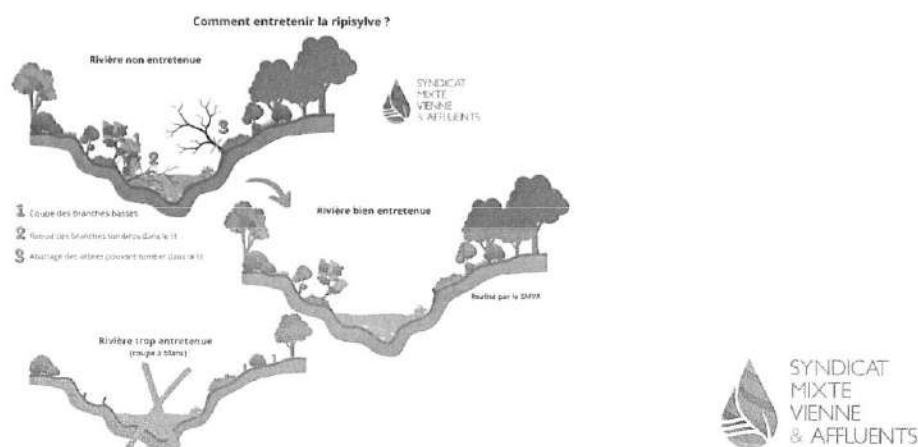 Comment entretenir la ripisylve ?
Rivière non entretenue
SYNDICAT
MIXTE
VIENNE
& AFFLUENTS
3
2
1 Coupe des branches basses
2 Retrait des branches tombées dans le lit
3 Abattage des arbres pouvant tomber dans le lit
Rivière bien entretenue
Réalisé par le SMVA
Rivière trop entretenue
(coupe à blanc)
SYNDICAT
MIXTE
VIENNE
& AFFLUENTS